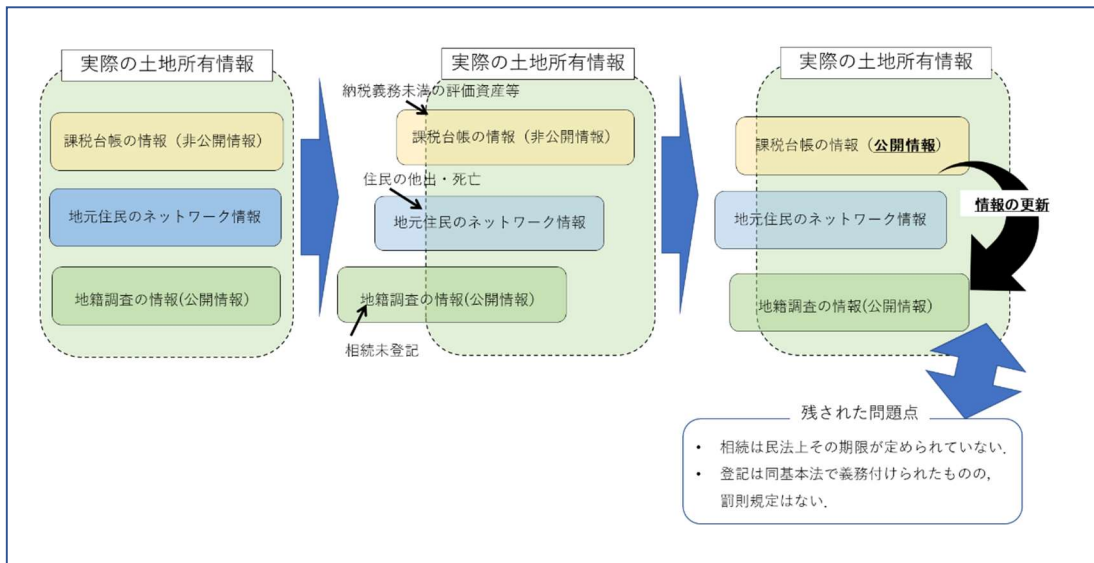 実際の土地所有情報
課税台帳の情報（非公開情報）
地元住民のネットワーク情報
地籍調査の情報(公開情報)
実際の土地所有情報
納税義務未満の評価資産等
課税台帳の情報（非公開情報）
住民の他出・死亡
地元住民のネットワーク情報
地籍調査の情報(公開情報)
相続未登記
実際の土地所有情報
課税台帳の情報（公開情報）
情報の更新
地元住民のネットワーク情報
地籍調査の情報(公開情報)
残された問題点
• 相続は民法上その期限が定められていない.
• 登記は同基本法で義務付けられたものの,
罰則規定はない.